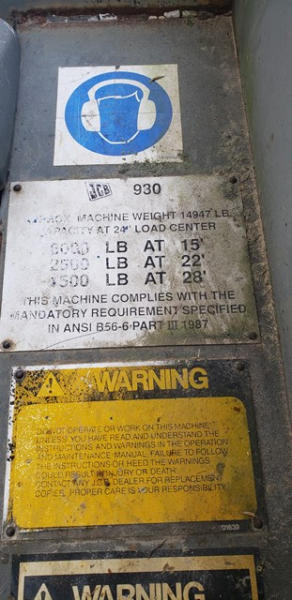 JCB 930
APPROX. MACHINE WEIGHT 14947 LB.
CAPACITY AT 24" LOAD CENTER
6000 LB AT 15'
2500 LB AT 22'
1500 LB AT 28'
THIS MACHINE COMPLIES WITH THE
MANDATORY REQUIREMENT SPECIFIED
IN ANSI B56-6-PART III 1987
WARNING
DO NOT OPERATE OR WORK ON THIS MACHINE
UNLESS YOU HAVE READ AND UNDERSTAND THE
INSTRUCTIONS AND WARNINGS IN THE OPERATION
AND MAINTENANCE MANUAL. FAILURE TO FOLLOW
THE INSTRUCTIONS OR HEED THE WARNINGS
COULD RESULT IN INJURY OR DEATH.
CONTACT ANY JCB DEALER FOR REPLACEMENT
COPIES. PROPER CARE IS YOUR RESPONSIBILITY.
WARNING